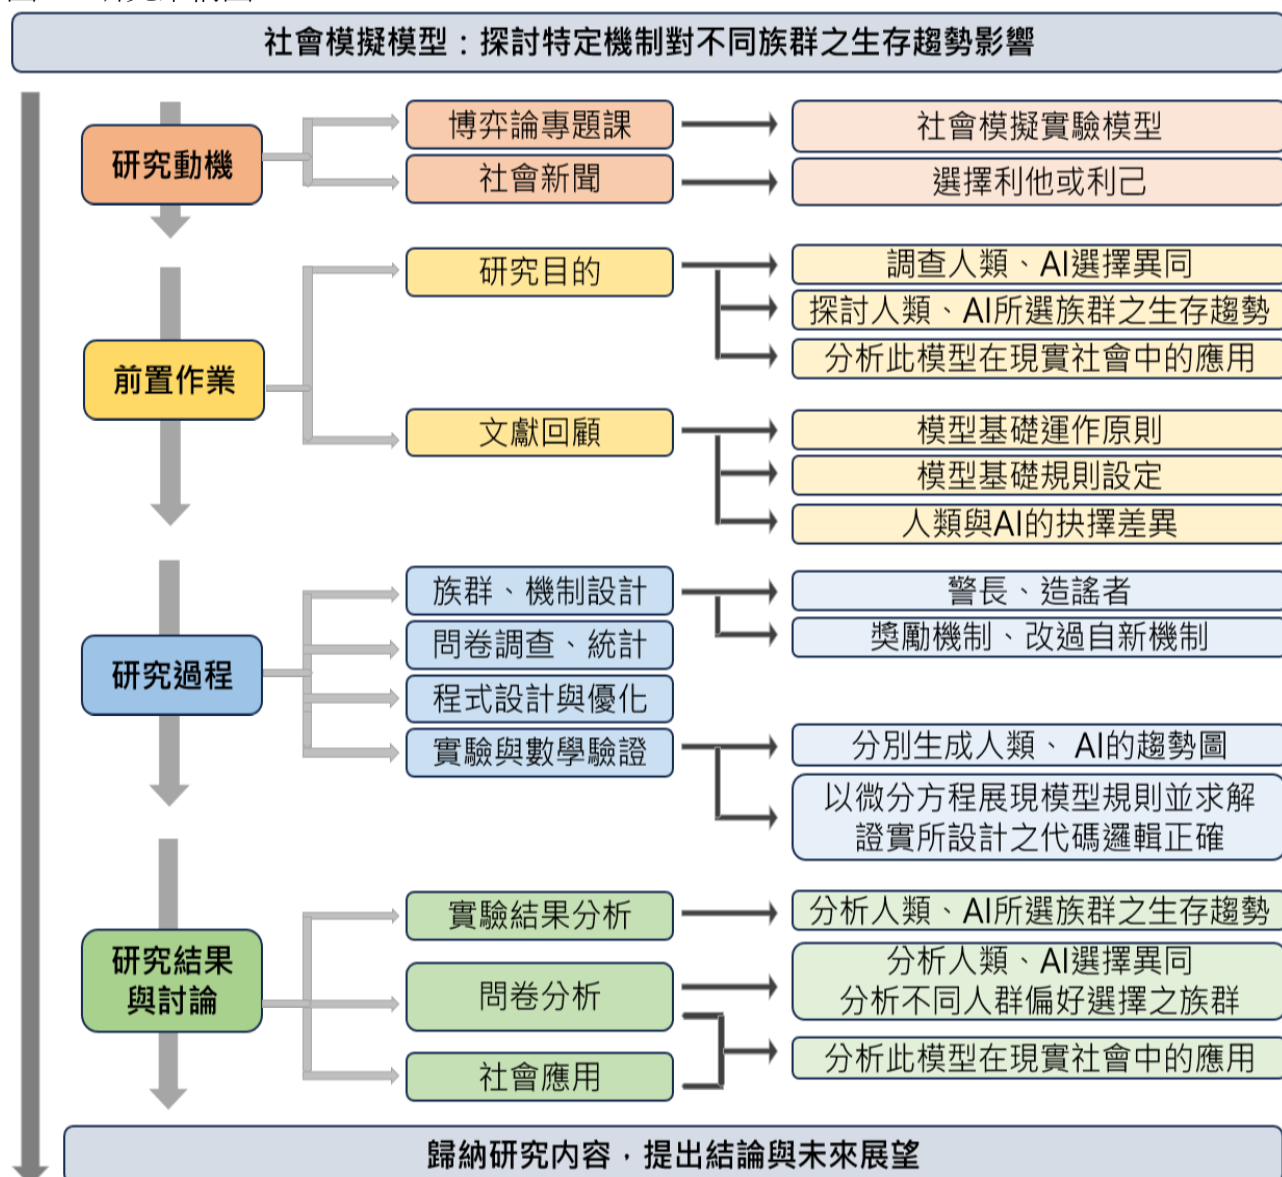 社會模擬模型：探討特定機制對不同族群之生存趨勢影響
研究動機
博弈論專題課
社會模擬實驗模型
社會新聞
選擇利他或利己
前置作業
研究目的
調查人類、AI選擇異同
探討人類、AI所選族群之生存趨勢
分析此模型在現實社會中的應用
文獻回顧
模型基礎運作原則
模型基礎規則設定
人類與AI的抉擇差異
研究過程
族群、機制設計
警長、造謠者
獎勵機制、改過自新機制
問卷調查、統計
程式設計與優化
實驗與數學驗證
分別生成人類、 AI的趨勢圖
以微分方程展現模型規則並求解
證實所設計之代碼邏輯正確
研究結果
與討論
實驗結果分析
分析人類、AI所選族群之生存趨勢
問卷分析
分析人類、AI選擇異同
分析不同人群偏好選擇之族群
社會應用
分析此模型在現實社會中的應用
歸納研究內容，提出結論與未來展望